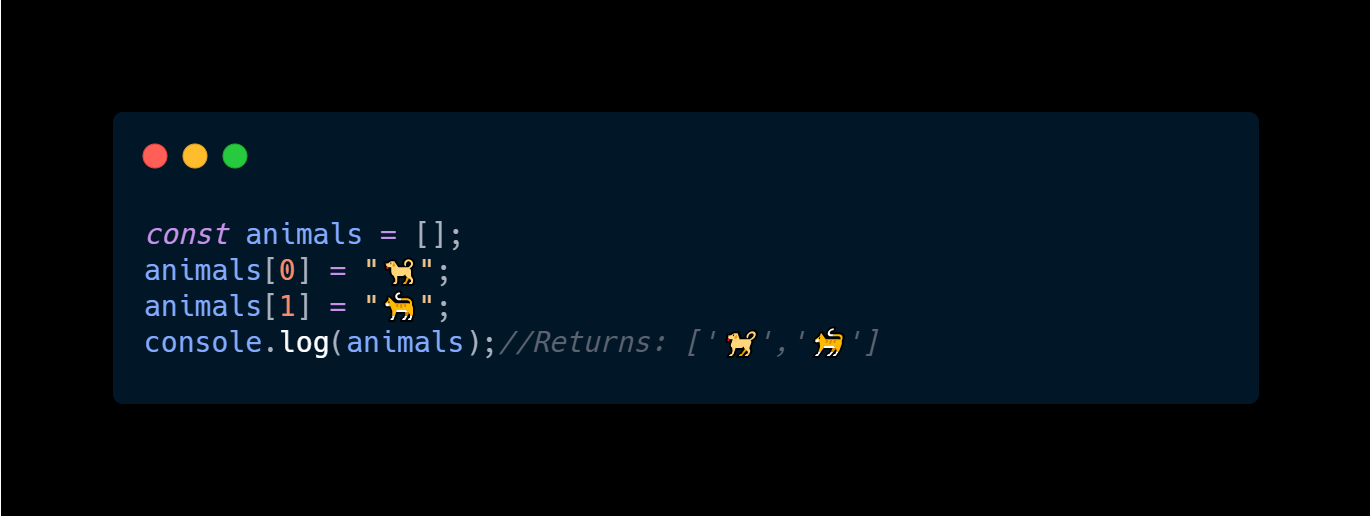 const animals = [];
animals[0] = "🐕";
animals[1] = "🐈";
console.log(animals);//Returns: ['🐕','🐈']